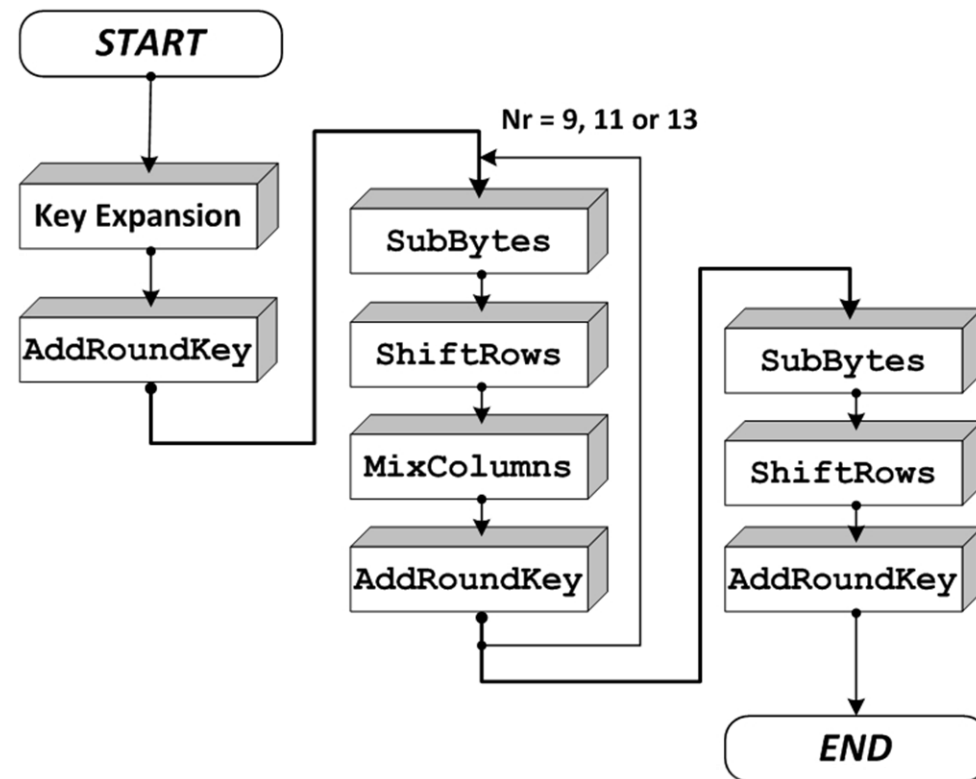 START
Key Expansion
AddRoundKey
Nr = 9, 11 or 13
SubBytes
ShiftRows
MixColumns
AddRoundKey
SubBytes
ShiftRows
AddRoundKey
END